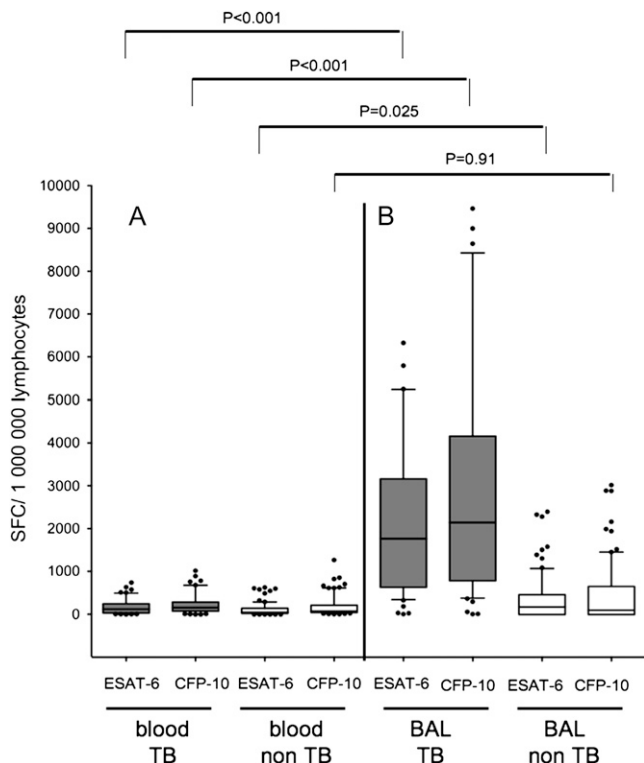 P<0.001
P<0.001
P=0.025
P=0.91
10000
A
B
9000
8000
7000
6000
5000
4000
3000
2000
1000
0
SFC/ 1 000 000 lymphocytes
ESAT-6 CFP-10 ESAT-6 CFP-10 ESAT-6 CFP-10 ESAT-6 CFP-10
blood blood BAL BAL
TB non TB TB non TB